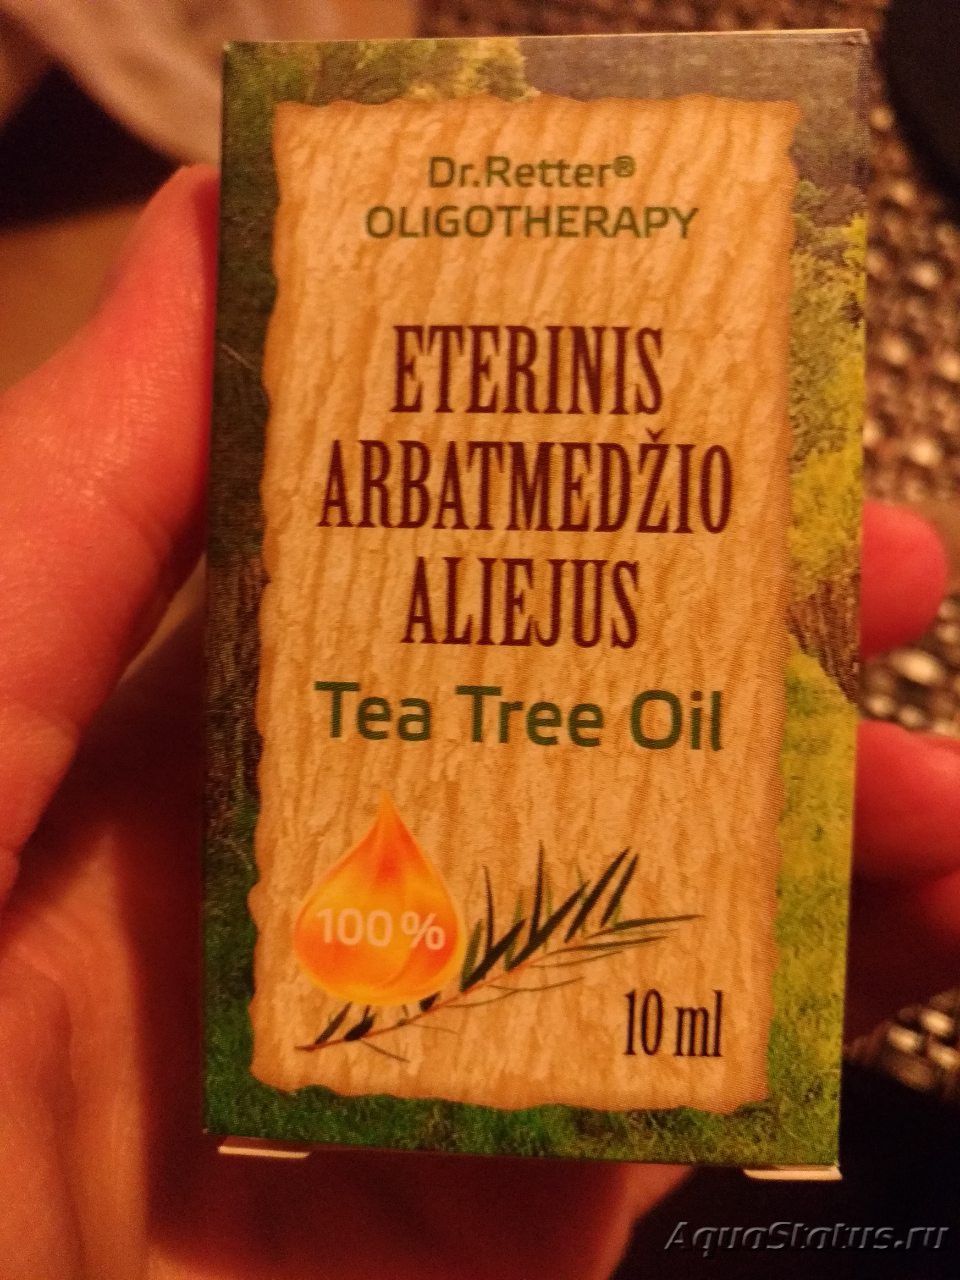 Dr.Retter®
OLIGOTHERAPY
ETERINIS
ARBATMEDŽIO
ALIEJUS
Tea Tree Oil
100%
10 ml
AquaStatus.ru